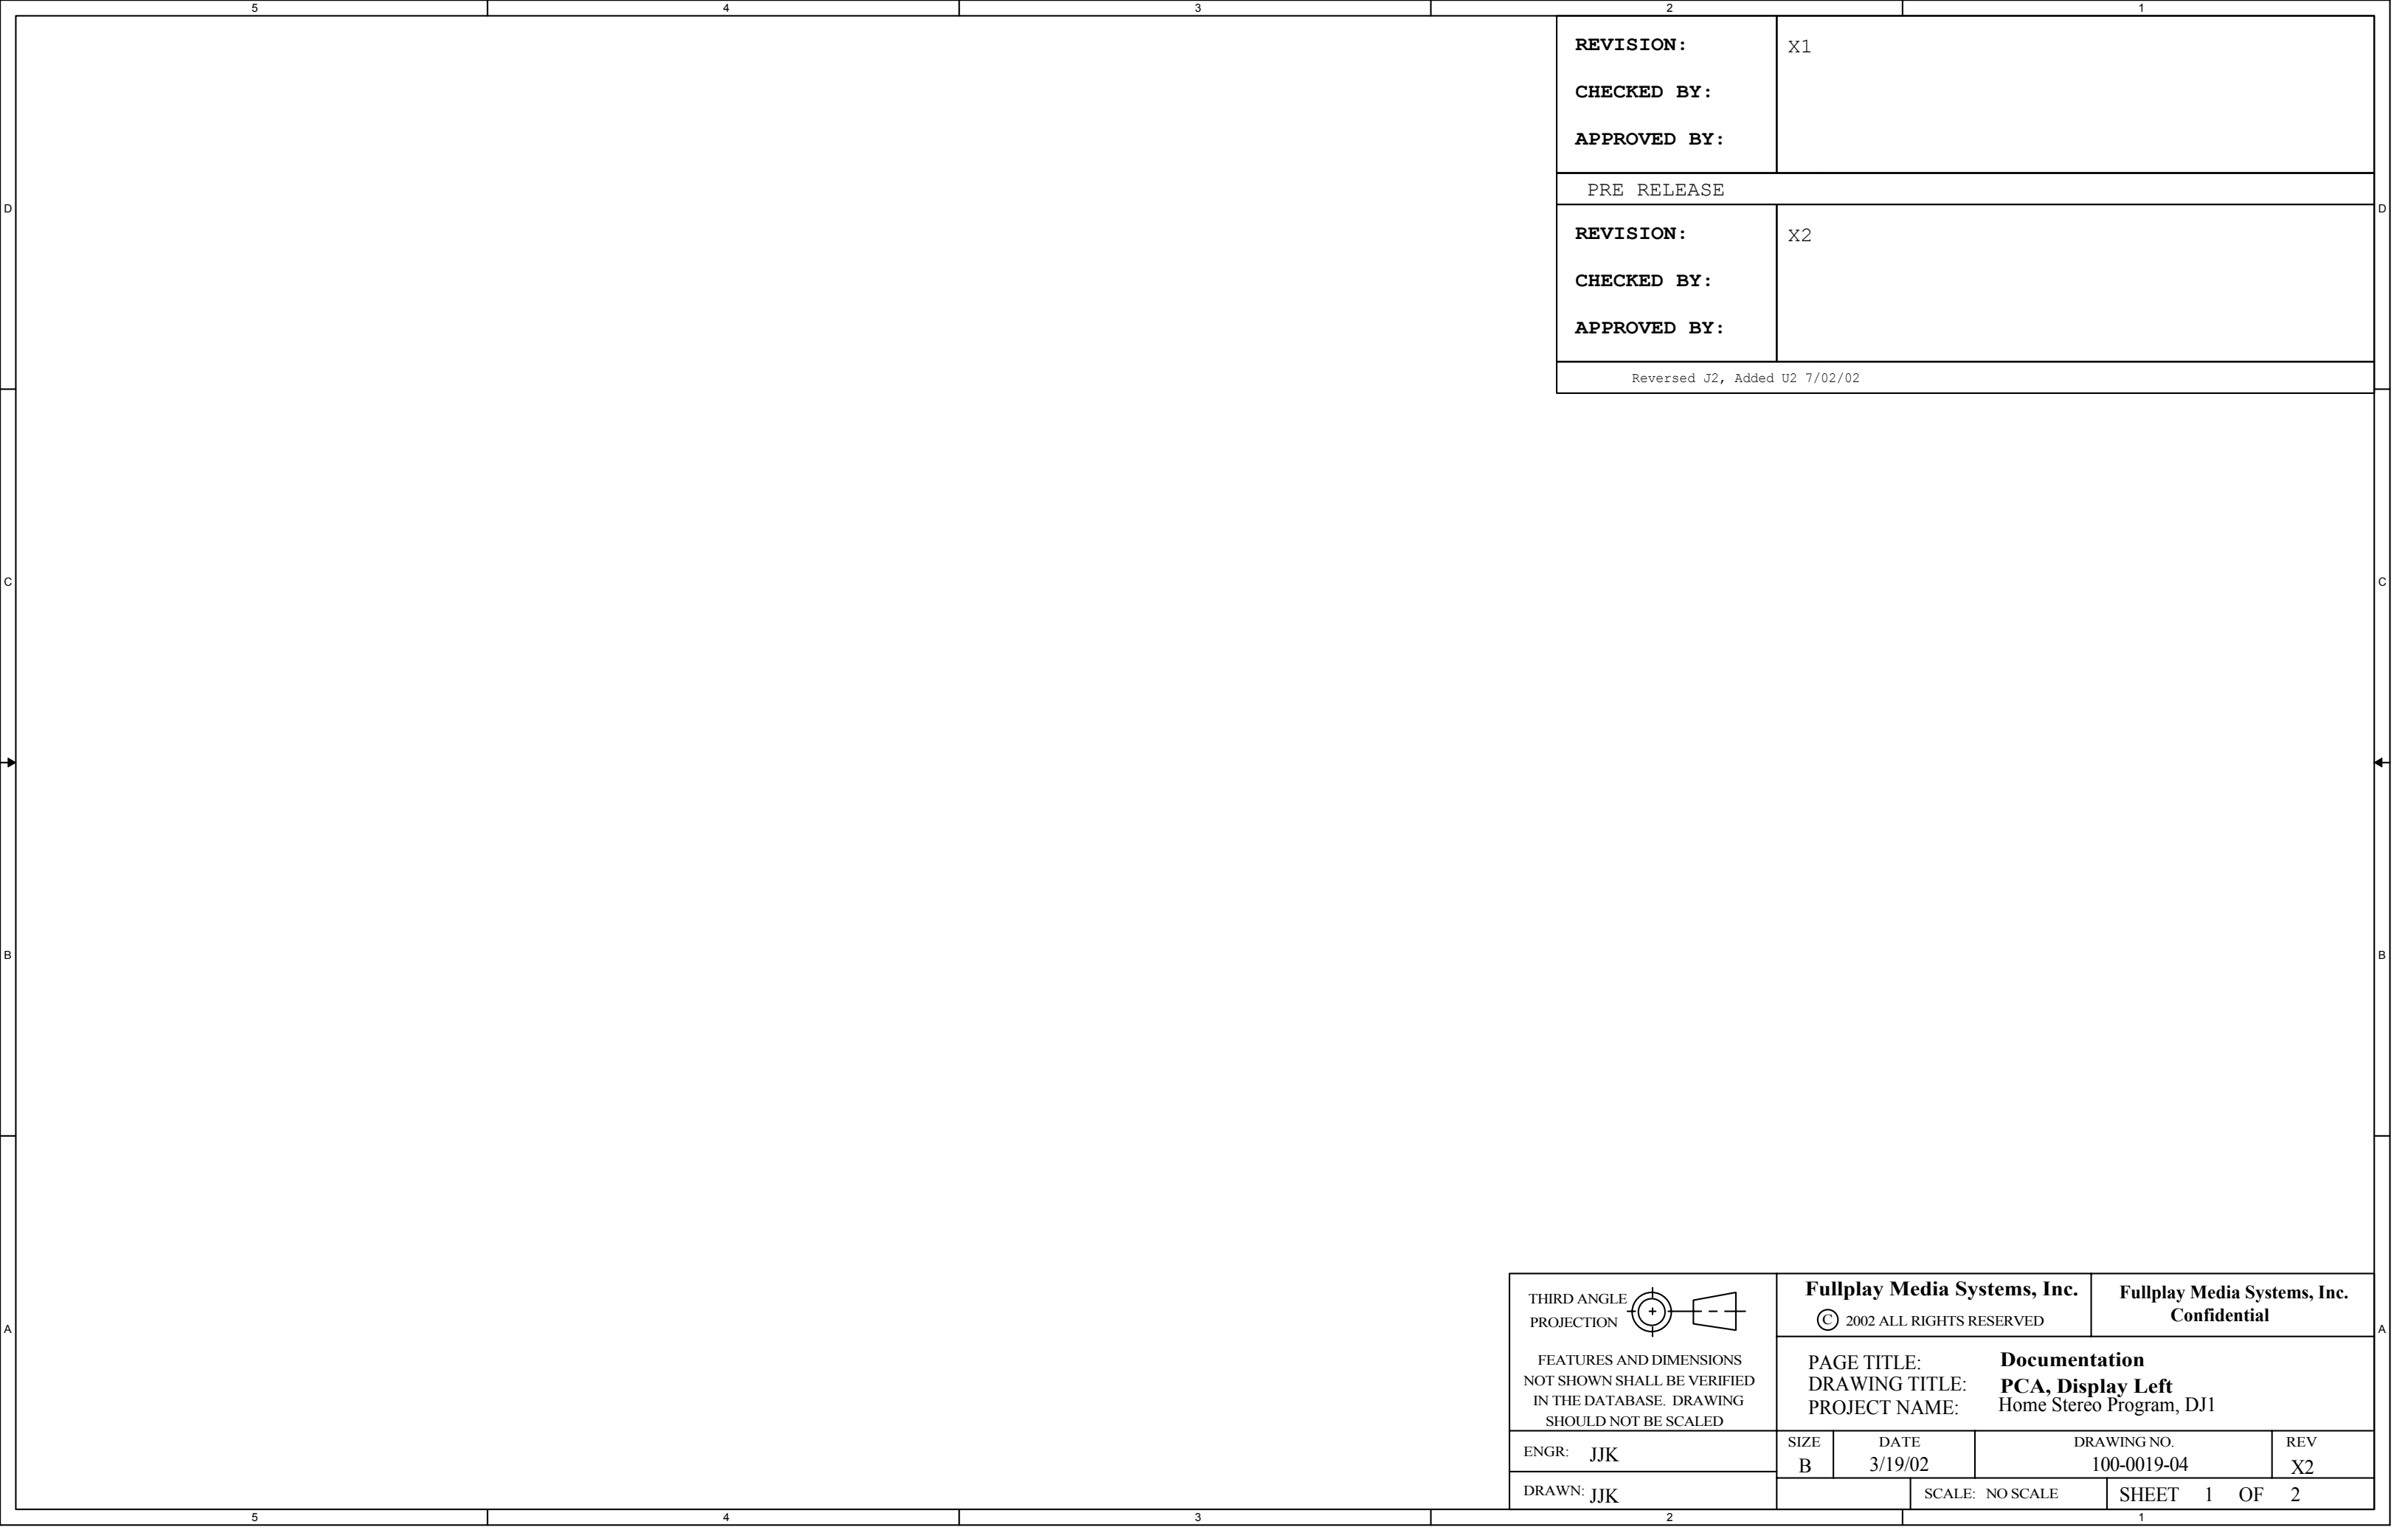 5 4 3 2 1
REVISION: X1
CHECKED BY:
APPROVED BY:
PRE RELEASE
D D
REVISION: X2
CHECKED BY:
APPROVED BY:
Reversed J2, Added U2 7/02/02
C C
B B
A A
THIRD ANGLE
PROJECTION
FEATURES AND DIMENSIONS
NOT SHOWN SHALL BE VERIFIED
IN THE DATABASE. DRAWING
SHOULD NOT BE SCALED
ENGR: JJK
DRAWN: JJK
Fullplay Media Systems, Inc.
© 2002 ALL RIGHTS RESERVED
Fullplay Media Systems, Inc.
Confidential
PAGE TITLE: Documentation
DRAWING TITLE: PCA, Display Left
PROJECT NAME: Home Stereo Program, DJ1
SIZE DATE DRAWING NO. REV
B 3/19/02 100-0019-04 X2
SCALE: NO SCALE SHEET 1 OF 2
5 4 3 2 1